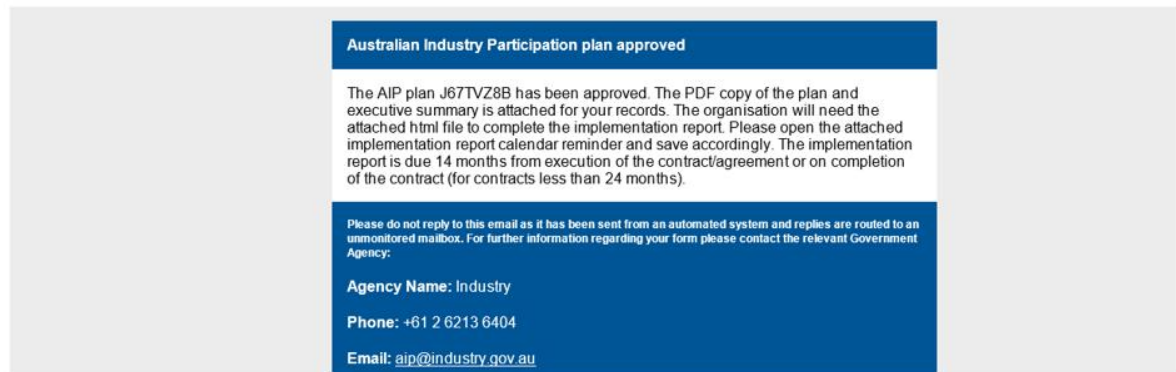 Australian Industry Participation plan approved
The AIP plan J67TVZ8B has been approved. The PDF copy of the plan and
executive summary is attached for your records. The organisation will need the
attached html file to complete the implementation report. Please open the attached
implementation report calendar reminder and save accordingly. The implementation
report is due 14 months from execution of the contract/agreement or on completion
of the contract (for contracts less than 24 months).
Please do not reply to this email as it has been sent from an automated system and replies are routed to an
unmonitored mailbox. For further information regarding your form please contact the relevant Government
Agency:
Agency Name: Industry
Phone: +61 2 6213 6404
Email: aip@industry.gov.au